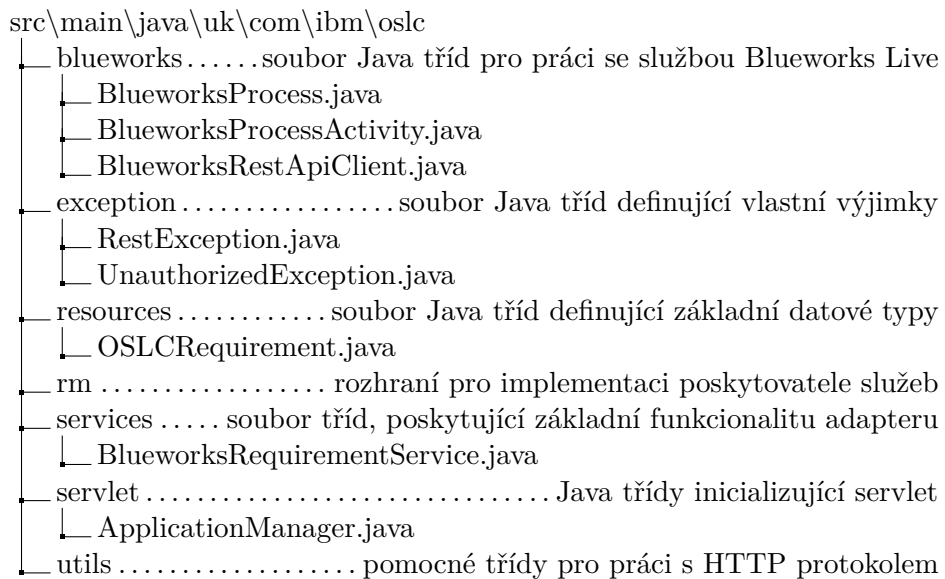 src\main\java\uk\com\ibm\oslc
blueworks......soubor Java tříd pro práci se službou Blueworks Live
BlueworksProcess.java
BlueworksProcessActivity.java
BlueworksRestApiClient.java
exception.................soubor Java tříd definující vlastní výjimky
RestException.java
UnauthorizedException.java
resources............soubor Java tříd definující základní datové typy
OSLCRequirement.java
rm ..................rozhraní pro implementaci poskytovatele služeb
services.....soubor tříd, poskytující základní funkcionalitu adapteru
BlueworksRequirementService.java
servlet................................Java třídy inicializující servlet
ApplicationManager.java
utils...................pomocné třídy pro práci s HTTP protokolem